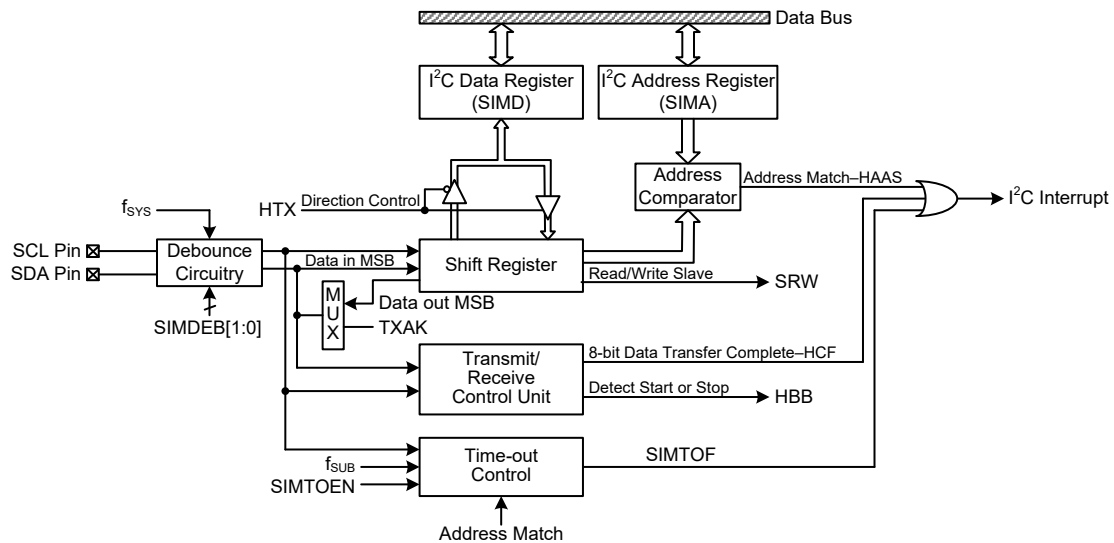 Data Bus
I²C Data Register
(SIMD)
I²C Address Register
(SIMA)
Address
Comparator
Address Match–HAAS
I²C Interrupt
HTX
Direction Control
fSYS
SCL Pin
SDA Pin
Debounce
Circuitry
SIMDEB[1:0]
Data in MSB
Shift Register
Read/Write Slave
SRW
M
U
X
Data out MSB
TXAK
Transmit/
Receive
Control Unit
8-bit Data Transfer Complete–HCF
Detect Start or Stop
HBB
fSUB
SIMTOEN
Time-out
Control
SIMTOF
Address Match